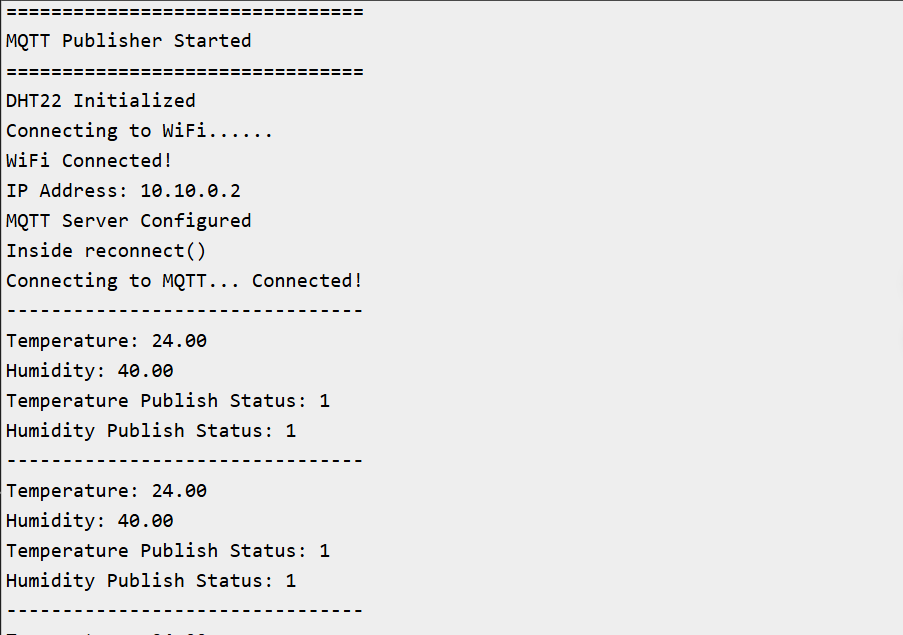 ================================
MQTT Publisher Started
================================
DHT22 Initialized
Connecting to WiFi......
WiFi Connected!
IP Address: 10.10.0.2
MQTT Server Configured
Inside reconnect()
Connecting to MQTT... Connected!
--------------------------------
Temperature: 24.00
Humidity: 40.00
Temperature Publish Status: 1
Humidity Publish Status: 1
--------------------------------
Temperature: 24.00
Humidity: 40.00
Temperature Publish Status: 1
Humidity Publish Status: 1
--------------------------------